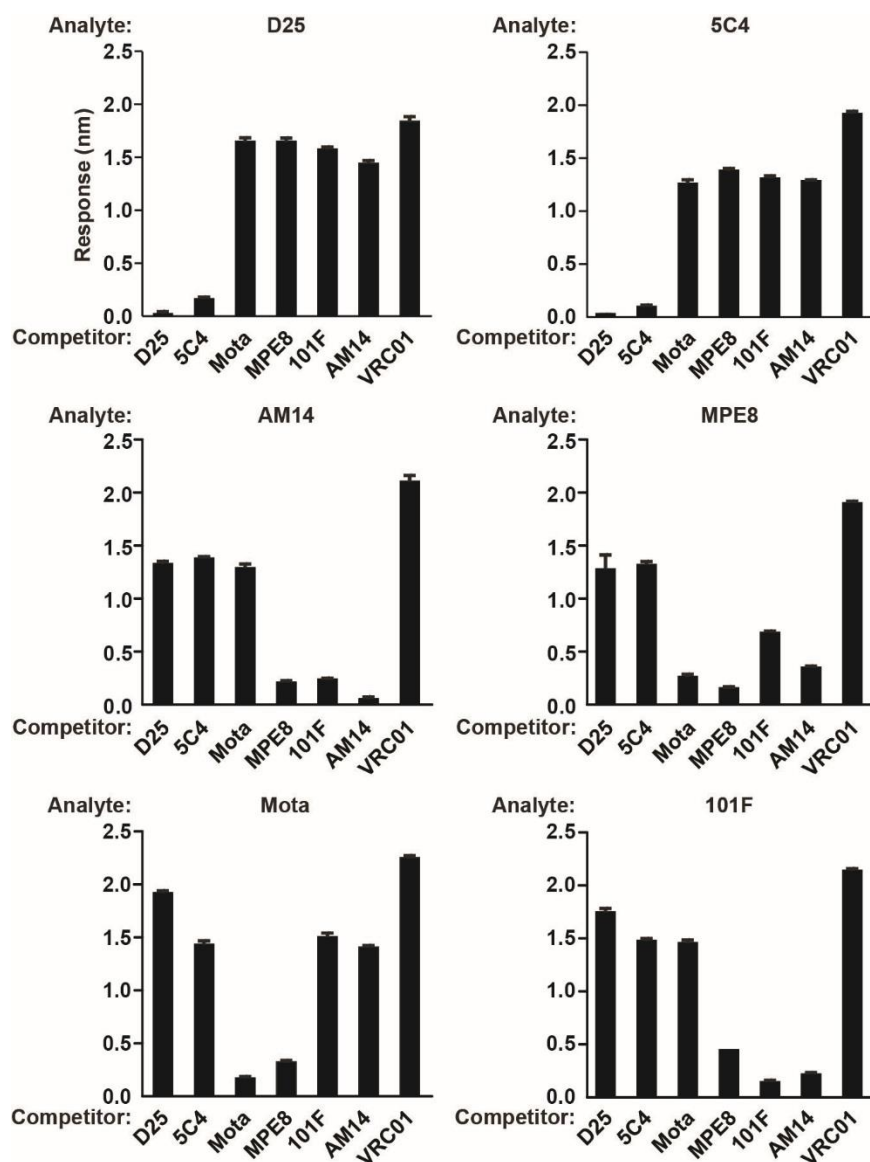 Analyte: D25
2.5
2.0
1.5
1.0
0.5
0.0
Response (nm)
Competitor: D25 5C4 Mota MPE8 101F AM14 VRC01
Analyte: 5C4
2.5
2.0
1.5
1.0
0.5
0.0
Competitor: D25 5C4 Mota MPE8 101F AM14 VRC01
Analyte: AM14
2.5
2.0
1.5
1.0
0.5
0.0
Competitor: D25 5C4 Mota MPE8 101F AM14 VRC01
Analyte: MPE8
2.5
2.0
1.5
1.0
0.5
0.0
Competitor: D25 5C4 Mota MPE8 101F AM14 VRC01
Analyte: Mota
2.5
2.0
1.5
1.0
0.5
0.0
Competitor: D25 5C4 Mota MPE8 101F AM14 VRC01
Analyte: 101F
2.5
2.0
1.5
1.0
0.5
0.0
Competitor: D25 5C4 Mota MPE8 101F AM14 VRC01